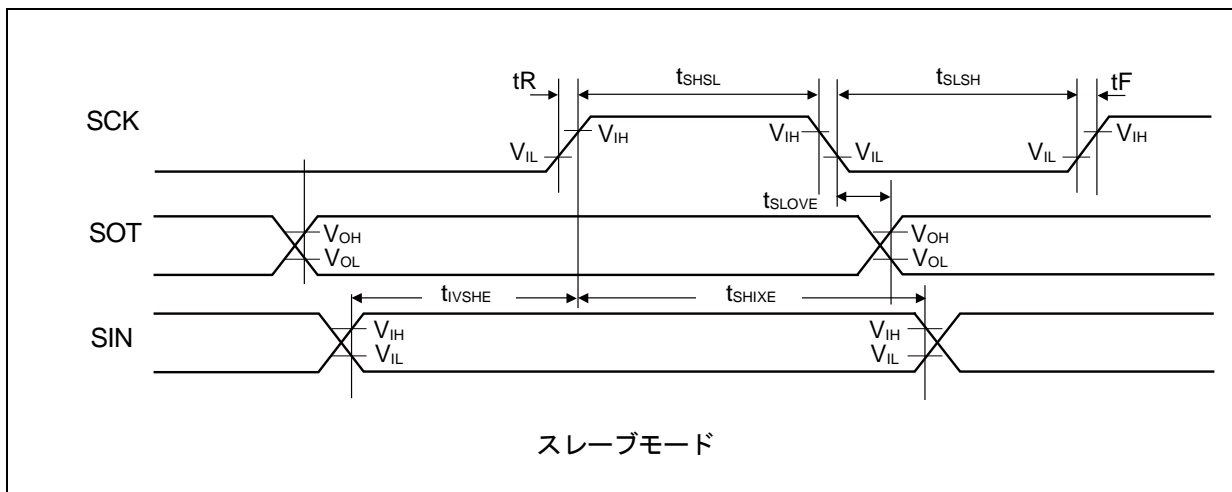 tR tSHSL tSLSH tF
SCK
VIH VIH VIH
VIL VIL VIL
tSLOVE
SOT
VOH VOH
VOL VOL
tIVSHE tSHIXE
SIN
VIH VIH
VIL VIL
スレーブモード